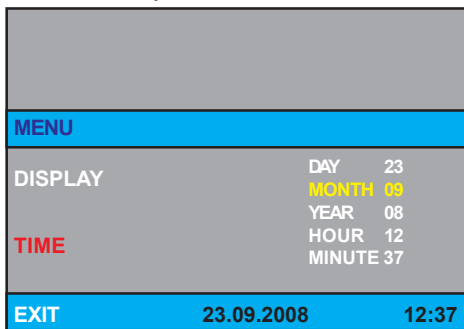 MENU
DISPLAY
DAY 23
MONTH 09
YEAR 08
TIME
HOUR 12
MINUTE 37
EXIT 23.09.2008 12:37